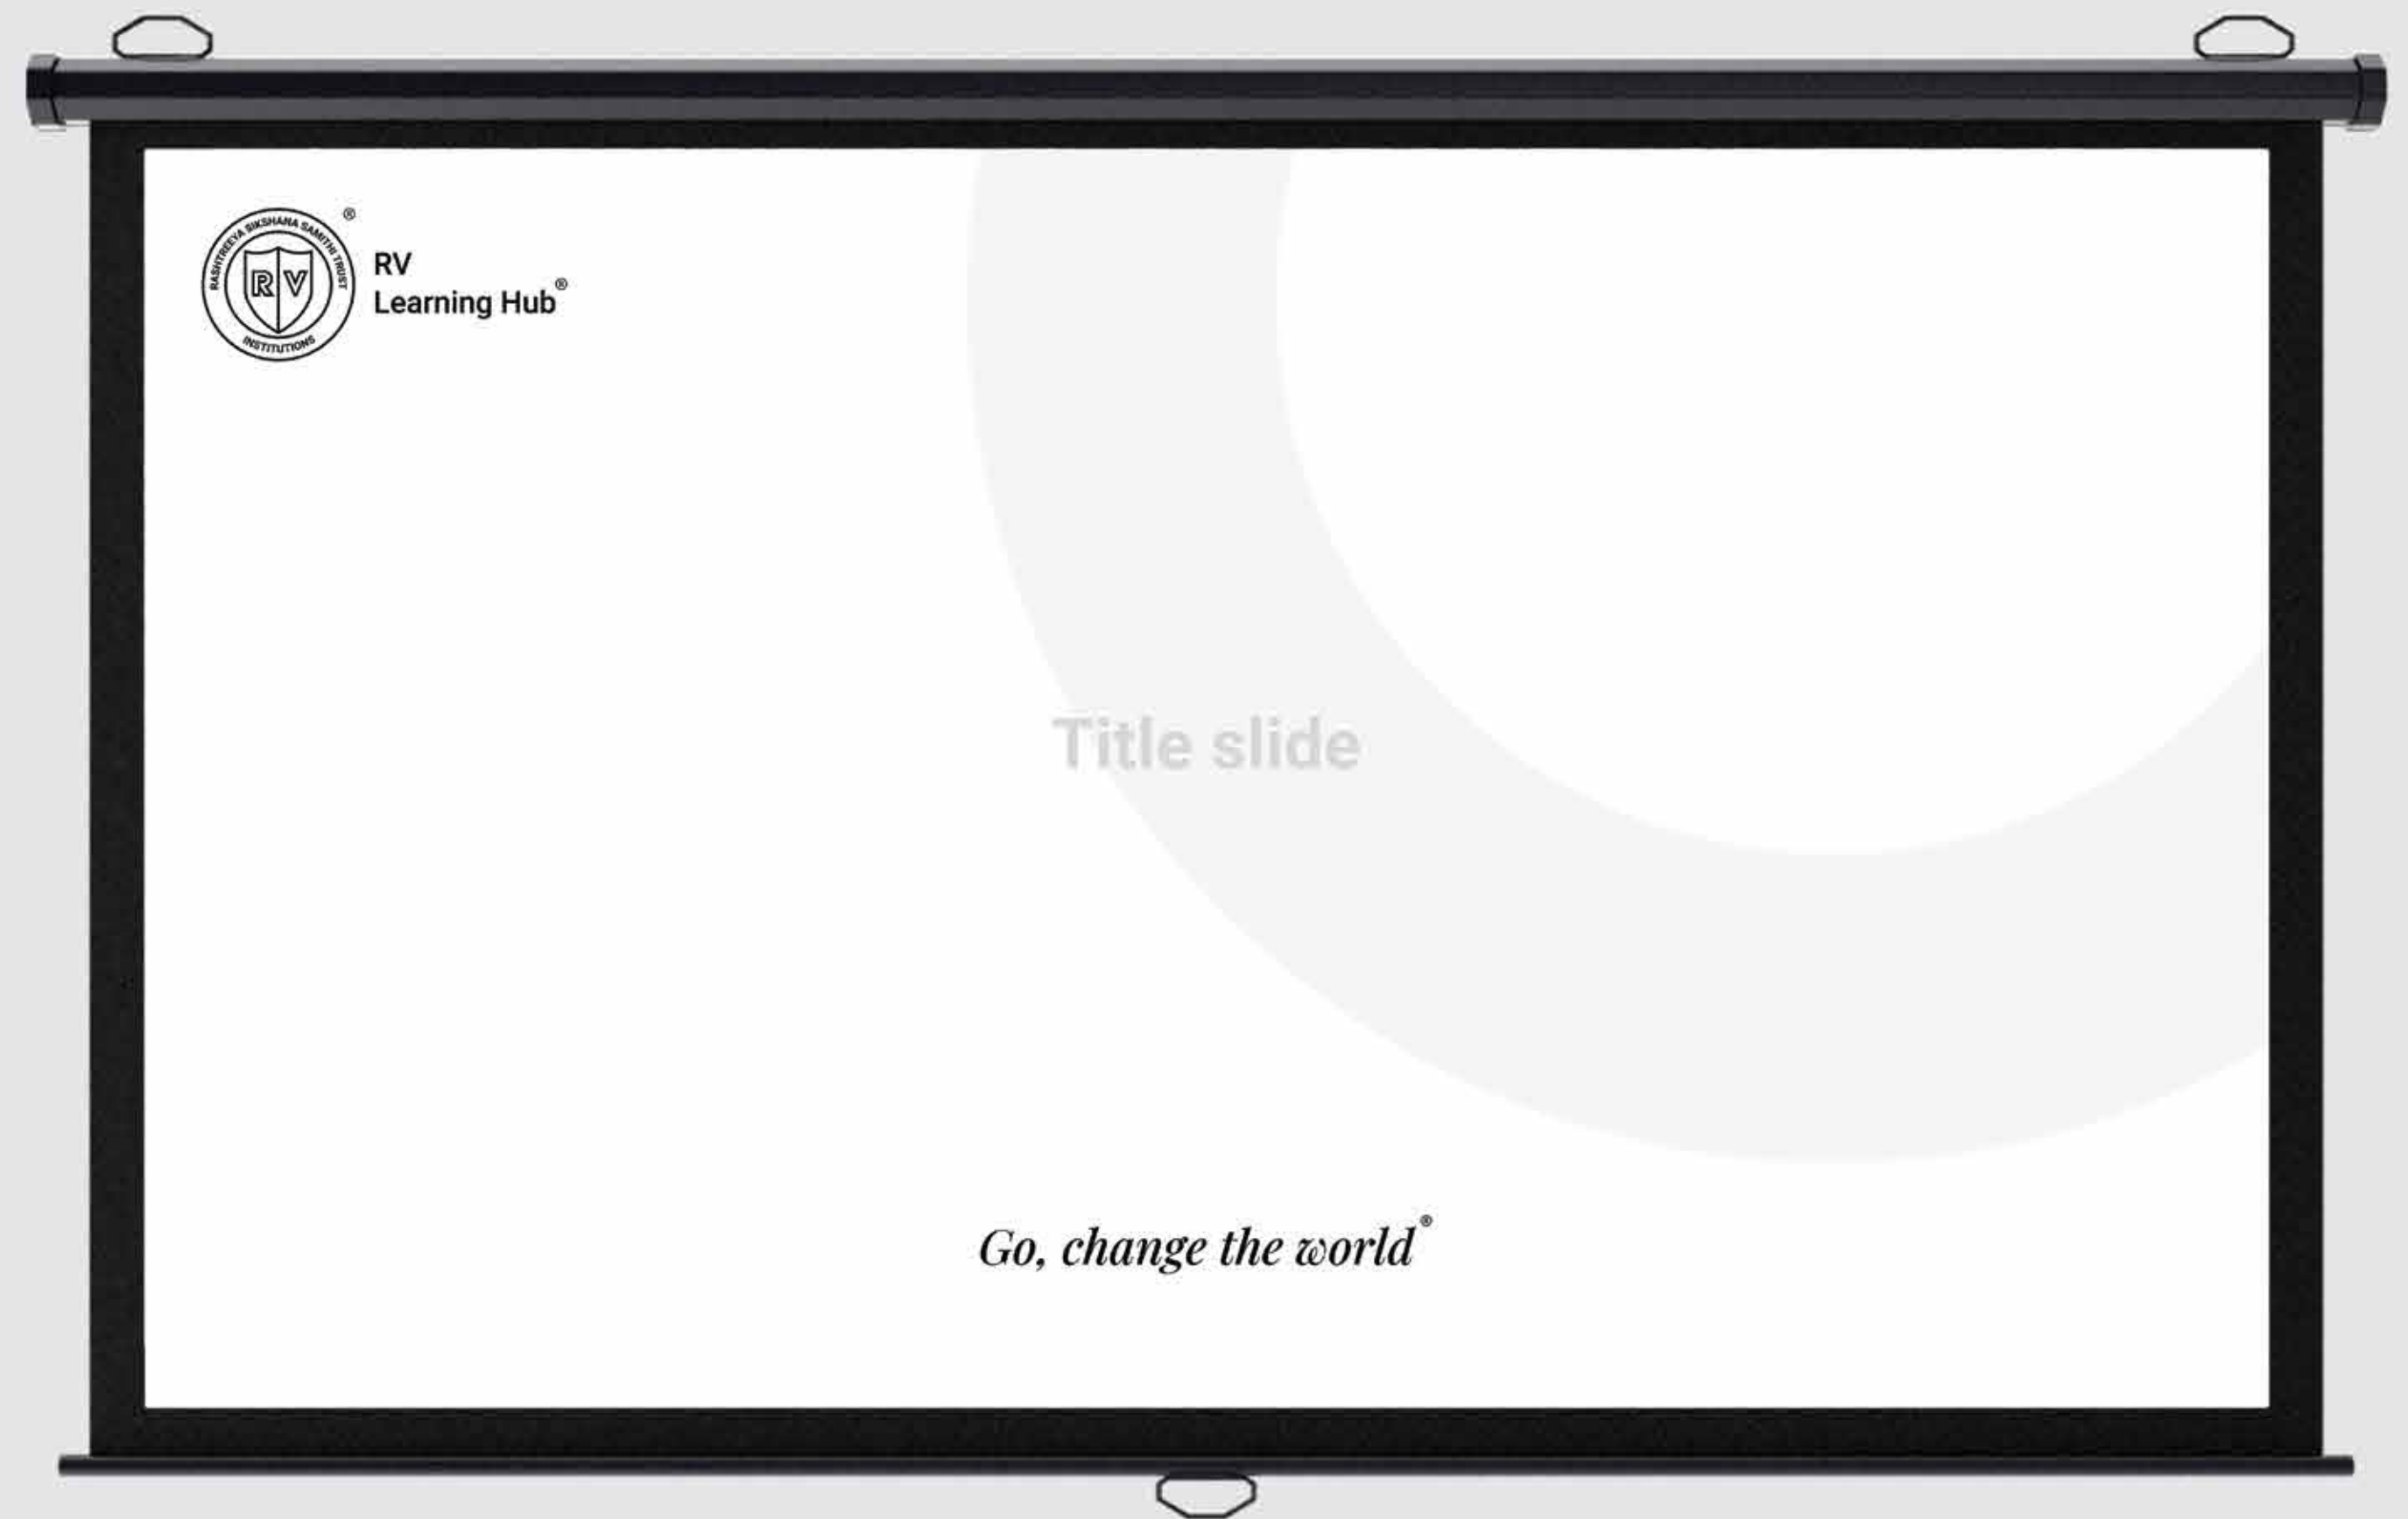 RASHTREEYA SIKSHANA SAMITHI TRUST
®
RV
INSTITUTIONS
RV
Learning Hub®
Title slide
Go, change the world®